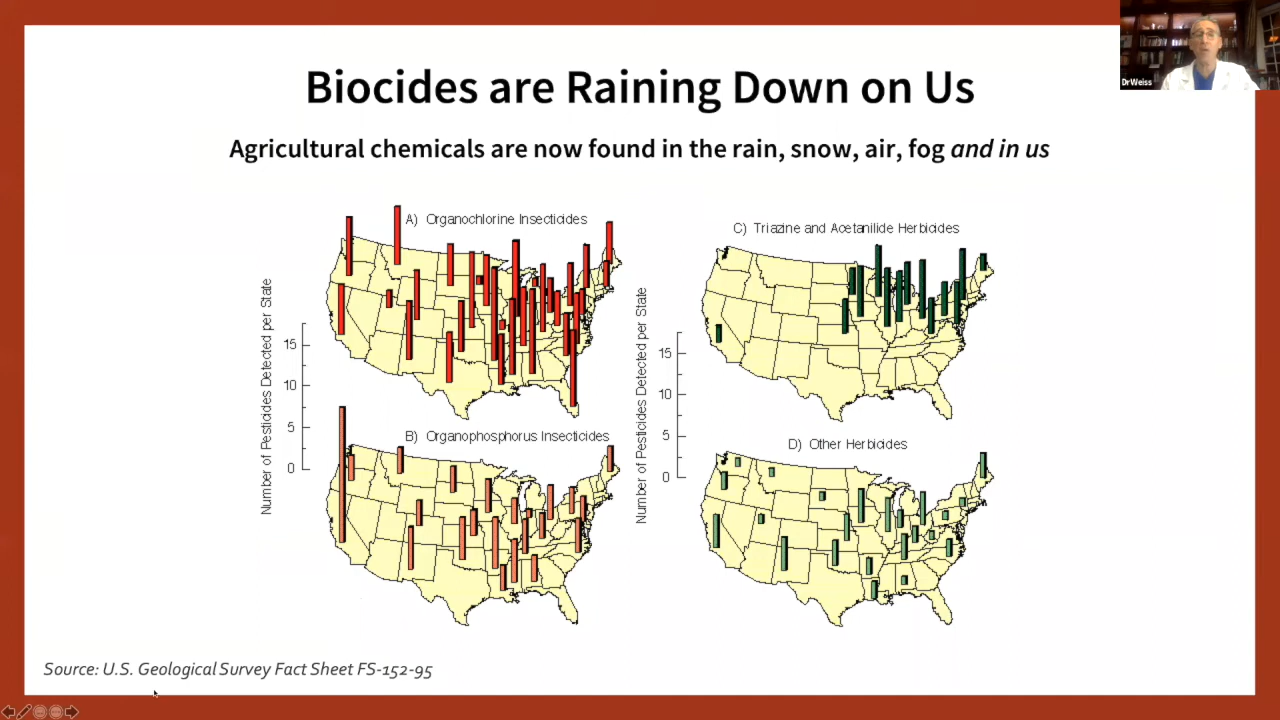 Biocides are Raining Down on Us
Dr Weiss
Agricultural chemicals are now found in the rain, snow, air, fog and in us
A) Organochlorine Insecticides
Number of Pesticides Detected per State
15
10
5
0
B) Organophosphorus Insecticides
C) Triazine and Acetanilide Herbicides
Number of Pesticides Detected per State
15
10
5
0
D) Other Herbicides
Source: U.S. Geological Survey Fact Sheet FS-152-95